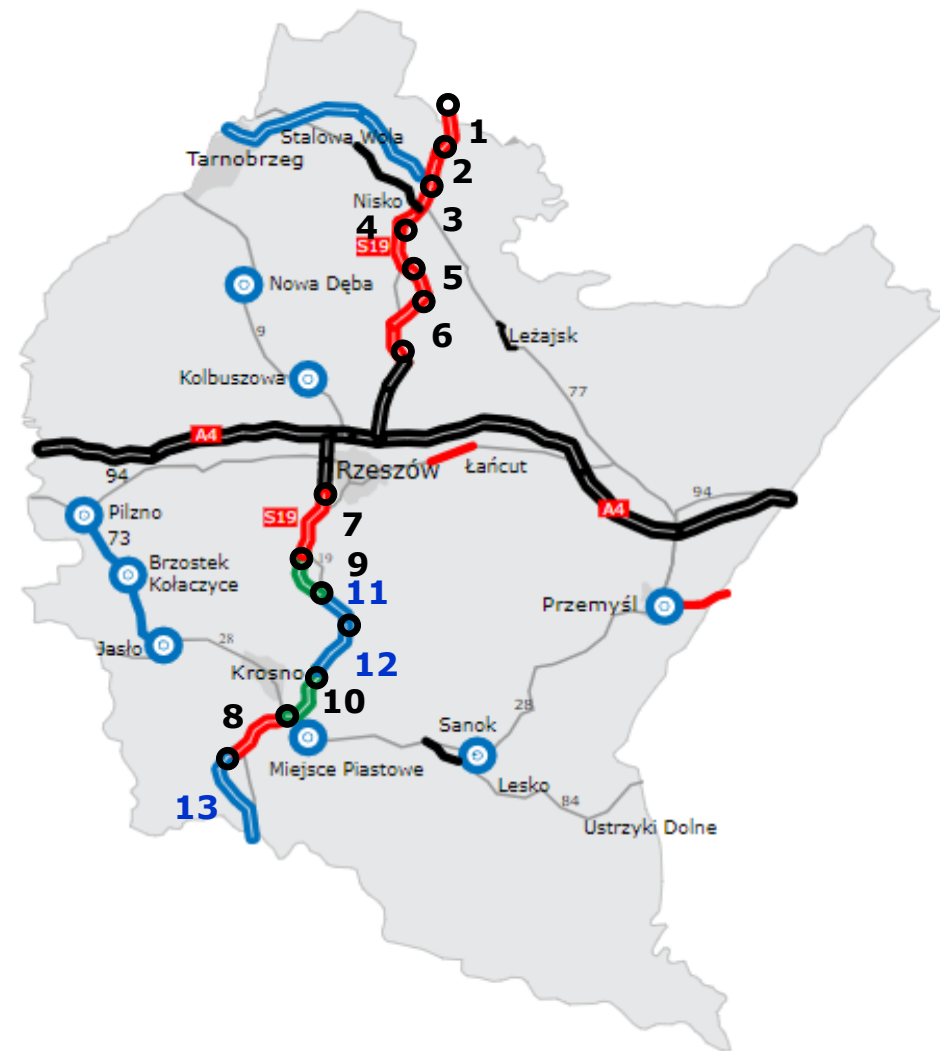 1
Stalowa Wola
Tarnobrzeg
2
Nisko
3
4
S19
5
Nowa Dęba
9
6
Leżajsk
Kolbuszowa
77
A4
94
Rzeszów
Łańcut
94
A4
S19
Pilzno
7
73
19
9
Brzostek
Kołaczyce
11
Przemyśl
28
Jasło
12
Krosno
10
28
8
Sanok
Miejsce Piastowe
Lesko
84
13
Ustrzyki Dolne